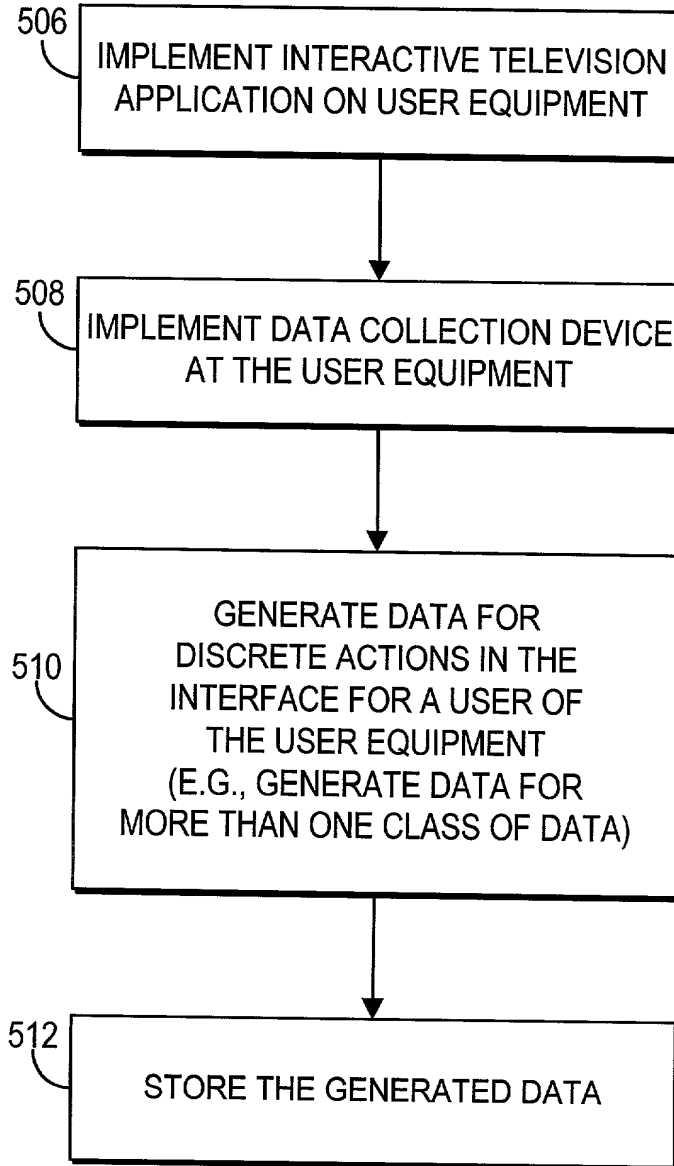 506
IMPLEMENT INTERACTIVE TELEVISION
APPLICATION ON USER EQUIPMENT
508
IMPLEMENT DATA COLLECTION DEVICE
AT THE USER EQUIPMENT
510
GENERATE DATA FOR
DISCRETE ACTIONS IN THE
INTERFACE FOR A USER OF
THE USER EQUIPMENT
(E.G., GENERATE DATA FOR
MORE THAN ONE CLASS OF DATA)
512
STORE THE GENERATED DATA